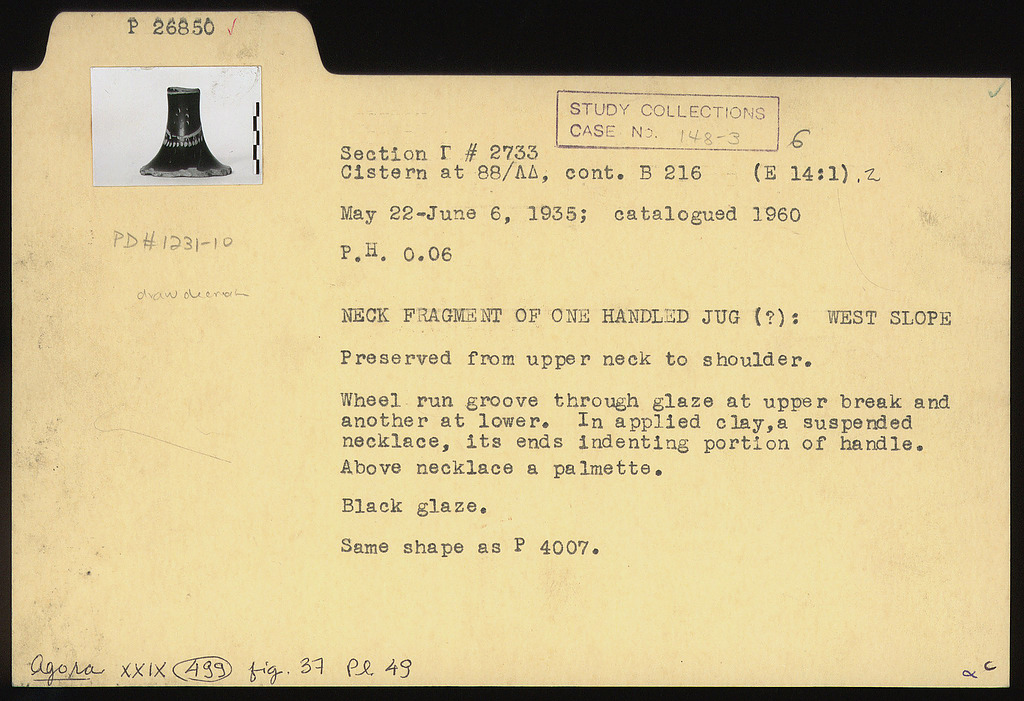 P 26850 ✓
STUDY COLLECTIONS
CASE NO. 148-3
6
Section Γ # 2733
Cistern at 88/ΛΔ, cont. B 216 (E 14:1).2
May 22-June 6, 1935; catalogued 1960
P.H. 0.06
PD#1231-10
NECK FRAGMENT OF ONE HANDLED JUG (?): WEST SLOPE
Preserved from upper neck to shoulder.
Wheel run groove through glaze at upper break and
another at lower. In applied clay,a suspended
necklace, its ends indenting portion of handle.
Above necklace a palmette.
Black glaze.
Same shape as P 4007.
Agora XXIX 499 fig. 37 Pl. 49
α c